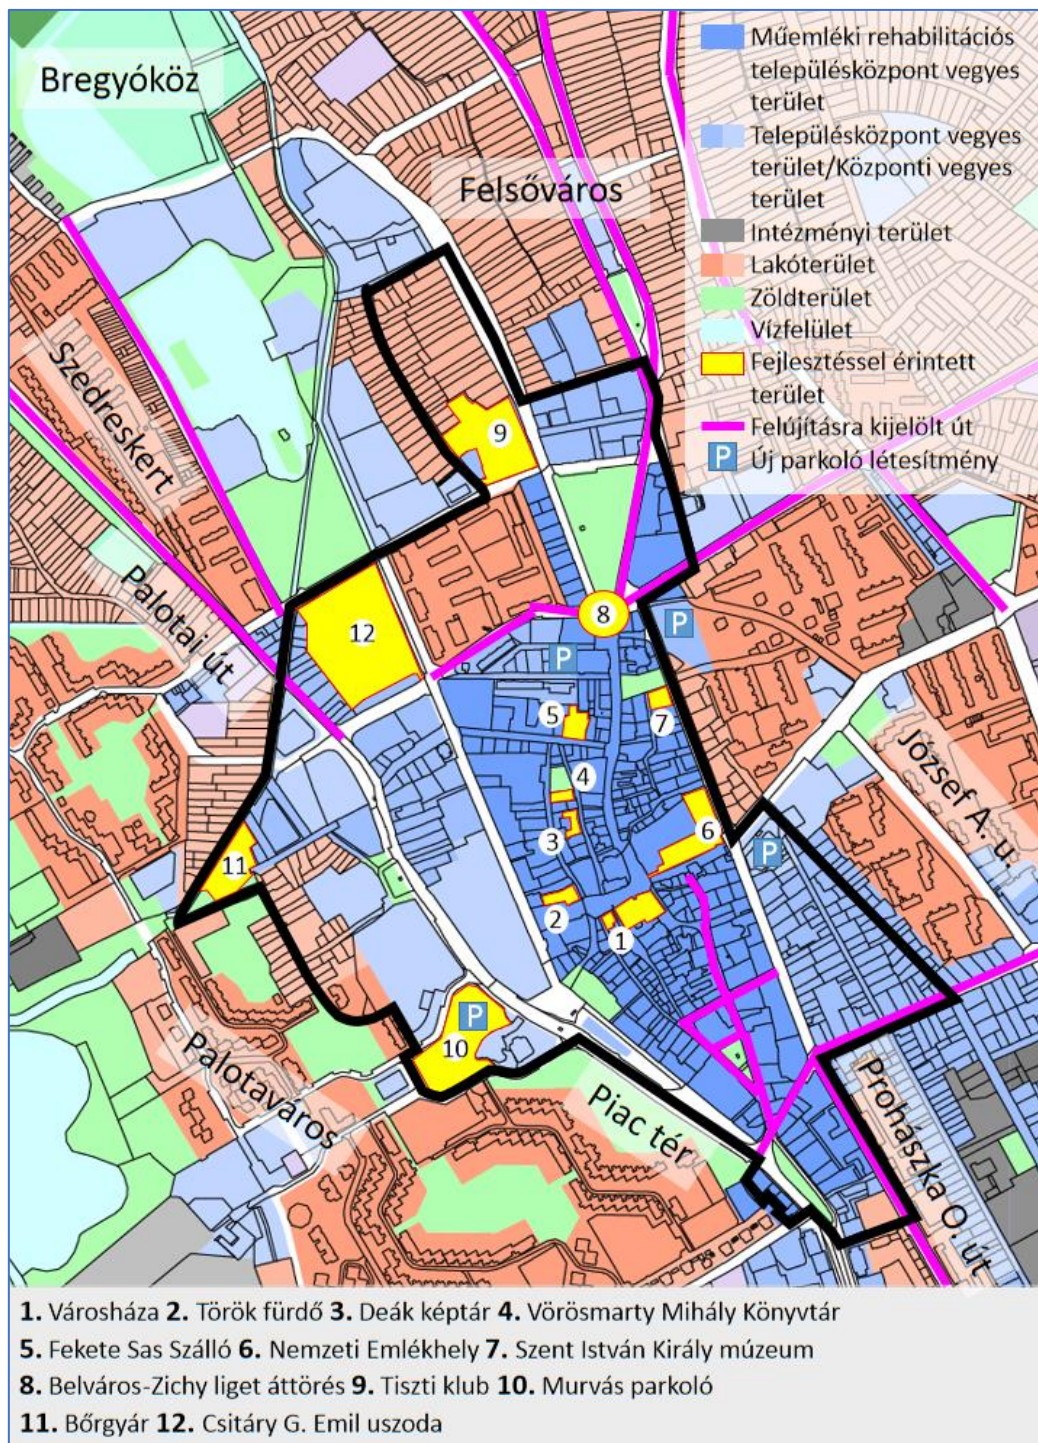 Bregyóköz
Felsőváros
Szedreskert
Palotai út
József A. u.
Palotaváros
Piac tér
Prohászka O. út
Műemléki rehabilitációs
településközpont vegyes
terület
Településközpont vegyes
terület/Központi vegyes
terület
Intézményi terület
Lakóterület
Zöldterület
Vízfelület
Fejlesztéssel érintett
terület
Felújításra kijelölt út
P Új parkoló létesítmény
9
8
P
12
P
5
7
4
6
3
P
11
2
1
P
10
1. Városháza 2. Török fürdő 3. Deák képtár 4. Vörösmarty Mihály Könyvtár
5. Fekete Sas Szálló 6. Nemzeti Emlékhely 7. Szent István Király múzeum
8. Belváros-Zichy liget áttörés 9. Tiszti klub 10. Murvás parkoló
11. Bőrgyár 12. Csitáry G. Emil uszoda